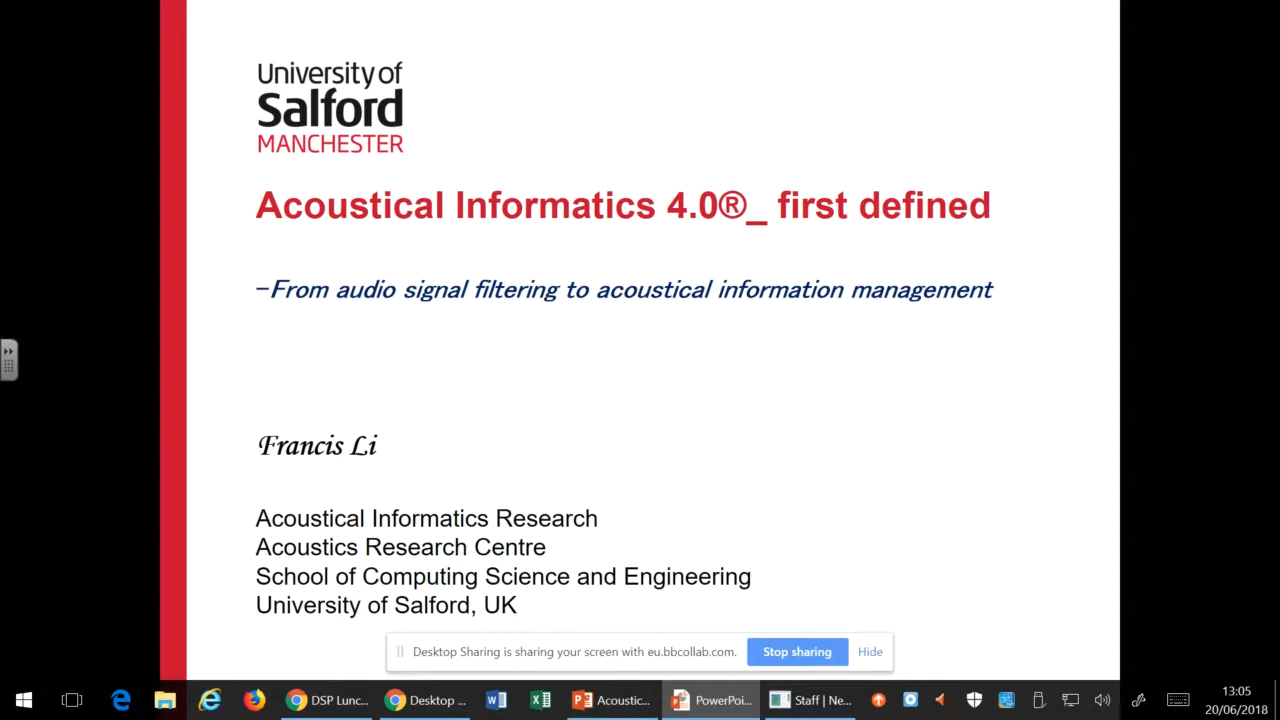 University of
Salford
MANCHESTER
Acoustical Informatics 4.0®_ first defined
–From audio signal filtering to acoustical information management
Francis Li
Acoustical Informatics Research
Acoustics Research Centre
School of Computing Science and Engineering
University of Salford, UK
Desktop Sharing is sharing your screen with eu.bbcollab.com. Stop sharing Hide
DSP Lunc... Desktop ... Acoustic... PowerPoi... Staff | Ne... 13:05
20/06/2018